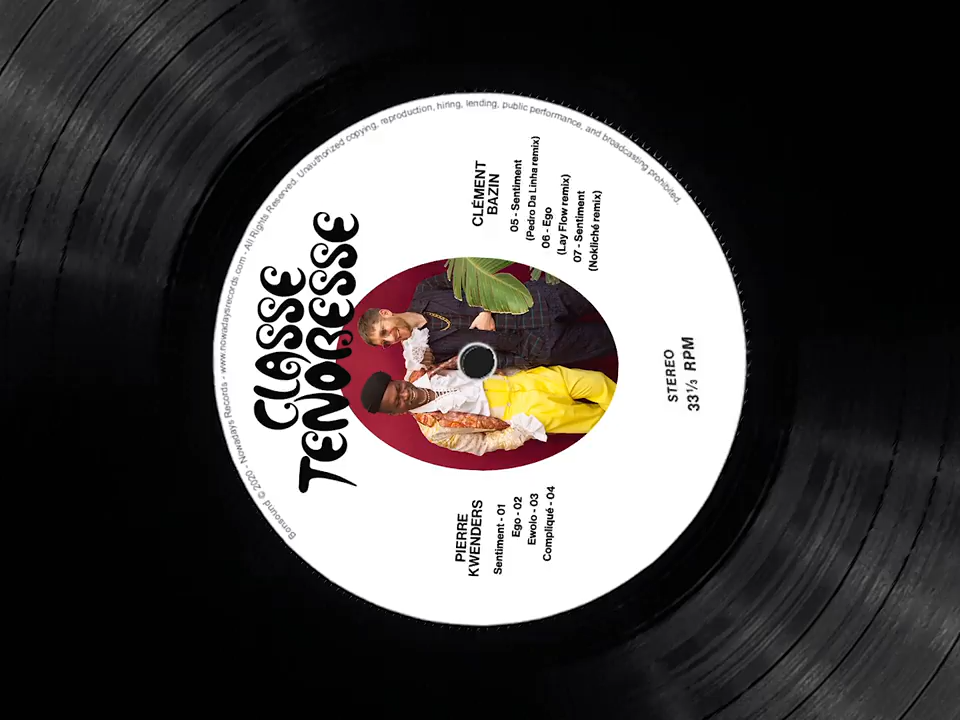 Bonsound © 2020 - Nowadays Records - www.nowadaysrecords.com - All Rights Reserved. Unauthorized copying, reproduction, hiring, lending, public performance, and broadcasting prohibited.
CLASSE
TENDRESSE
PIERRE
KWENDERS
Sentiment - 01
Ego - 02
Ewolo - 03
Compliqué - 04
CLÉMENT
BAZIN
05 - Sentiment
(Pedro Da Linha remix)
06 - Ego
(Lay Flow remix)
07 - Sentiment
(Nokliché remix)
STEREO
33⅓ RPM